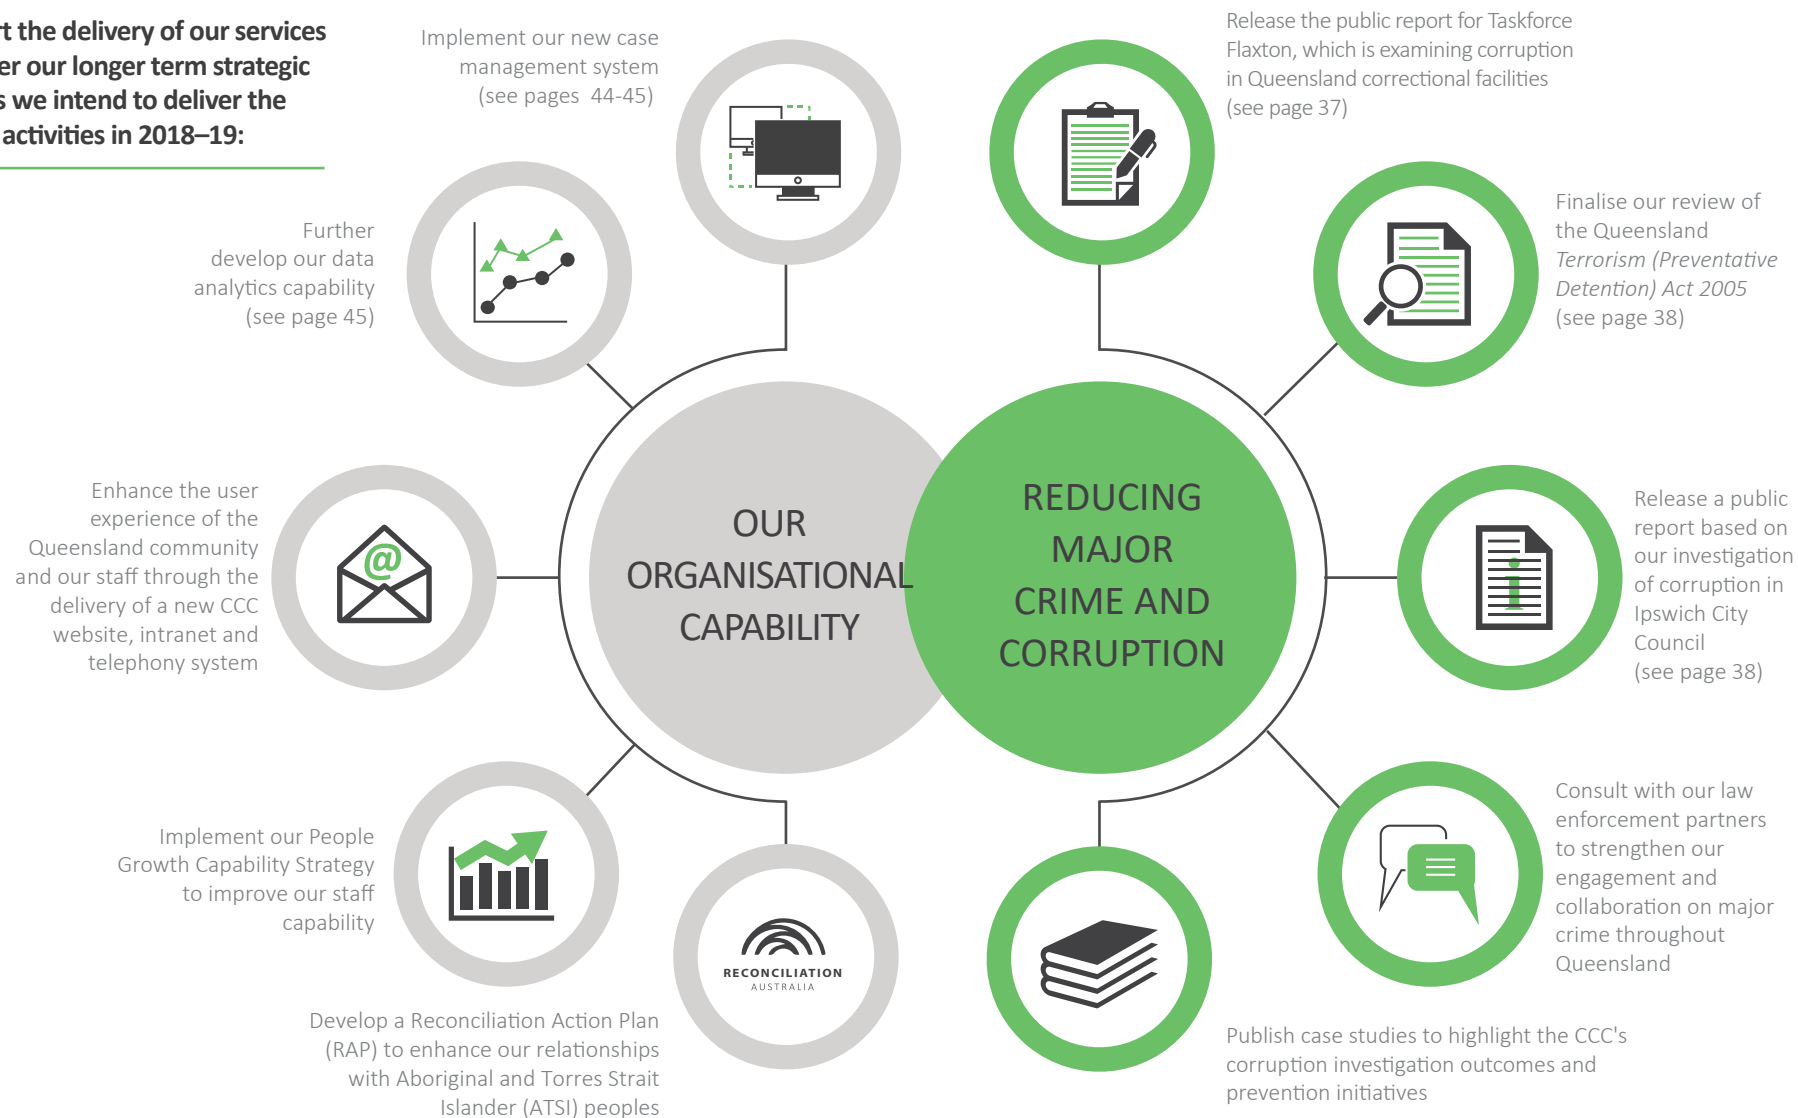 the delivery of our services
our longer term strategic
we intend to deliver the
activities in 2018–19:
Implement our new case
management system
(see pages 44-45)
Further
develop our data
analytics capability
(see page 45)
Enhance the user
experience of the
Queensland community
and our staff through the
delivery of a new CCC
website, intranet and
telephony system
Implement our People
Growth Capability Strategy
to improve our staff
capability
RECONCILIATION
AUSTRALIA
Develop a Reconciliation Action Plan
(RAP) to enhance our relationships
with Aboriginal and Torres Strait
Islander (ATSI) peoples
OUR
ORGANISATIONAL
CAPABILITY
REDUCING
MAJOR
CRIME AND
CORRUPTION
Release the public report for Taskforce
Flaxton, which is examining corruption
in Queensland correctional facilities
(see page 37)
Finalise our review of
the Queensland
Terrorism (Preventative
Detention) Act 2005
(see page 38)
Release a public
report based on
our investigation
of corruption in
Ipswich City
Council
(see page 38)
Consult with our law
enforcement partners
to strengthen our
engagement and
collaboration on major
crime throughout
Queensland
Publish case studies to highlight the CCC's
corruption investigation outcomes and
prevention initiatives
@
i